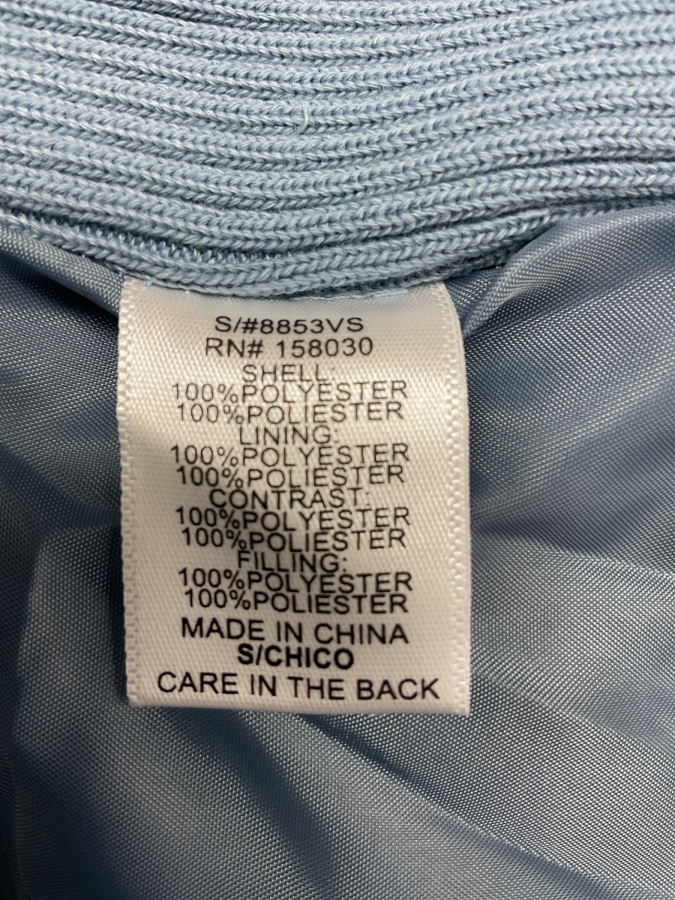 S/#8853VS
RN# 158030
SHELL:
100%POLYESTER
100%POLIESTER
LINING:
100%POLYESTER
100%POLIESTER
CONTRAST:
100%POLYESTER
100%POLIESTER
FILLING:
100%POLYESTER
100%POLIESTER
MADE IN CHINA
S/CHICO
CARE IN THE BACK